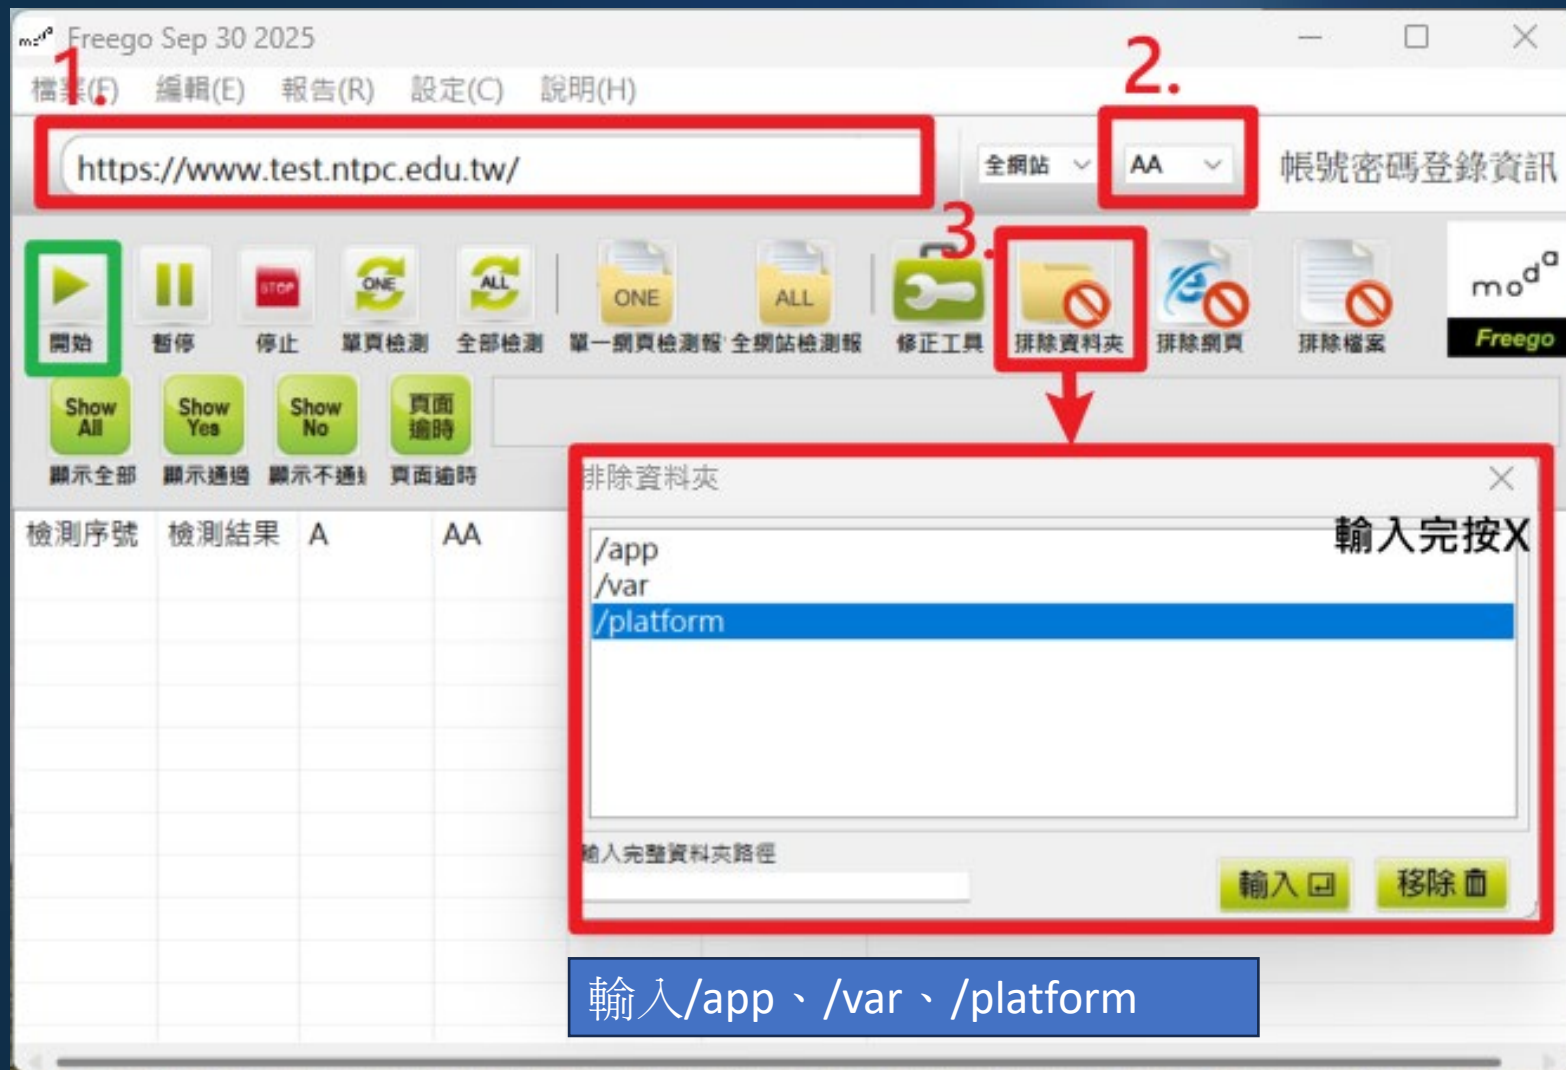 moda Freego Sep 30 2025
1.
2.
檔案(F) 編輯(E) 報告(R) 設定(C) 說明(H)
https://www.test.ntpc.edu.tw/
全網站
AA
帳號密碼登錄資訊
3.
STOP
ONE
ALL
ONE
ALL
moda
開始 暫停 停止 單頁檢測 全部檢測 單一網頁檢測報 全網站檢測報 修正工具 排除資料夾 排除網頁 排除檔案
Freego
Show All
Show Yes
Show No
頁面逾時
顯示全部 顯示通過 顯示不通 頁面逾時
排除資料夾
檢測序號 檢測結果 A AA
輸入完按X
/app
/var
/platform
輸入完整資料夾路徑
輸入
移除
輸入/app、/var、/platform